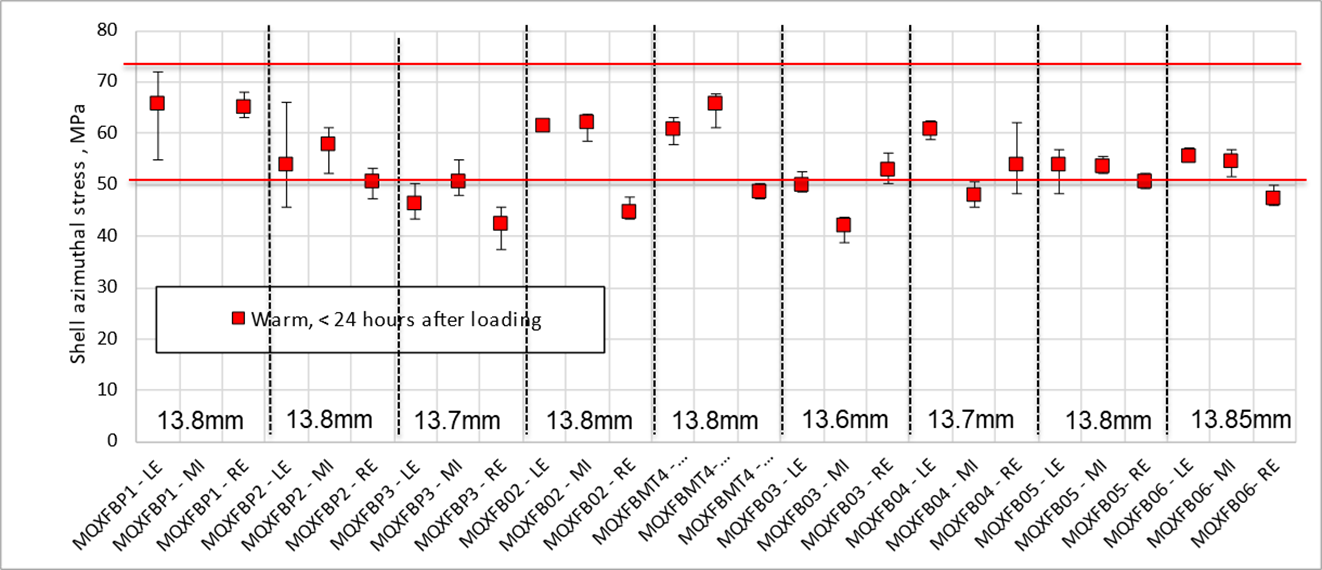 Shell azimuthal stress , MPa
80
70
60
50
40
30
20
10
0
Warm, < 24 hours after loading
13.8mm
13.8mm
13.7mm
13.8mm
13.8mm
13.6mm
13.7mm
13.8mm
13.85mm
MQXFBP1 - LE
MQXFBP1 - MI
MQXFBP1 - RE
MQXFBP2 - LE
MQXFBP2 - MI
MQXFBP2 - RE
MQXFBP3 - LE
MQXFBP3 - MI
MQXFBP3 - RE
MQXFB02 - LE
MQXFB02 - MI
MQXFB02 - RE
MQXFBMT4 -...
MQXFBMT4-...
MQXFBMT4 -...
MQXFB03 - LE
MQXFB03 - MI
MQXFB03 - RE
MQXFB04 - LE
MQXFB04 - MI
MQXFB04 - RE
MQXFB05 - LE
MQXFB05 - MI
MQXFB05- RE
MQXFB06 - LE
MQXFB06- MI
MQXFB06- RE